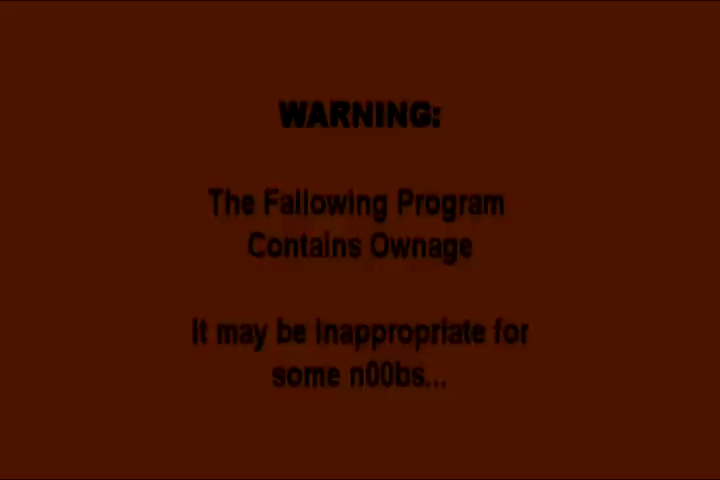 WARNING:
The Fallowing Program
Contains Ownage
It may be inappropriate for
some n00bs...